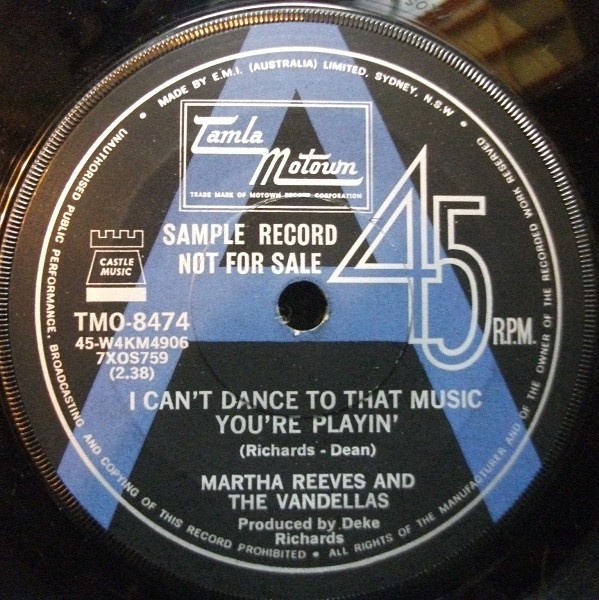 MADE BY E.M.I. (AUSTRALIA) LIMITED, SYDNEY, N.S.W.
UNAUTHORISED PUBLIC PERFORMANCE, BROADCASTING AND COPYING OF THIS RECORD PROHIBITED • ALL RIGHTS OF THE MANUFACTURER AND OF THE OWNER OF THE RECORDED WORK RESERVED
Tamla
Motown
TRADE MARK OF MOTOWN RECORD CORPORATION
SAMPLE RECORD
NOT FOR SALE
45
R.P.M.
CASTLE
MUSIC
TMO-8474
45-W4KM4906
7XOS759
(2.38)
I CAN'T DANCE TO THAT MUSIC
YOU'RE PLAYIN'
(Richards - Dean)
MARTHA REEVES AND
THE VANDELLAS
Produced by Deke
Richards